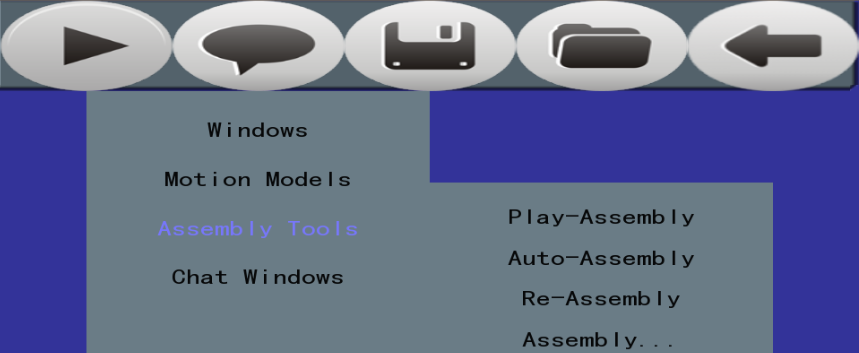 Windows
Motion Models
Assembly Tools
Chat Windows
Play-Assembly
Auto-Assembly
Re-Assembly
Assembly...